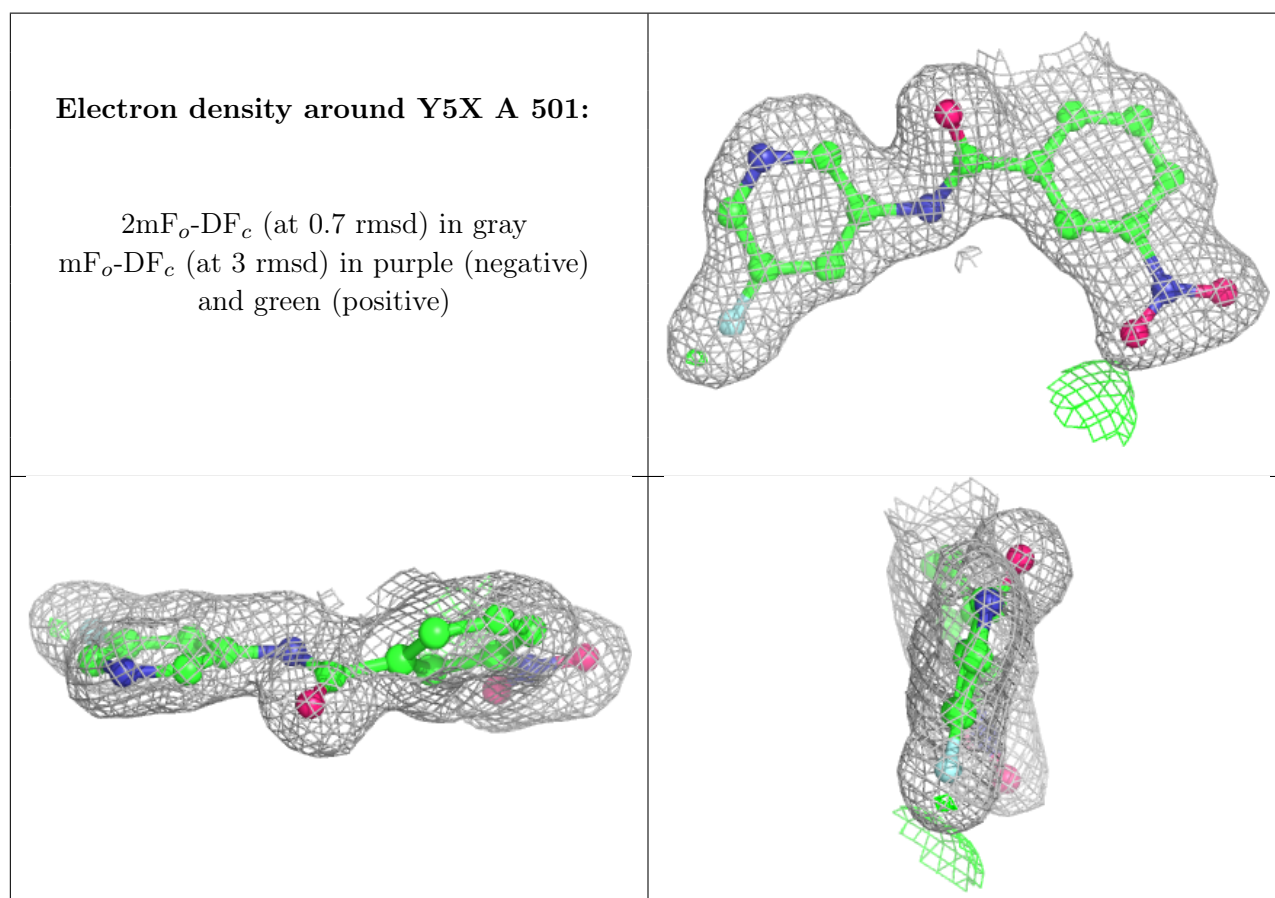 Electron density around Y5X A 501:
2mFo-DFc (at 0.7 rmsd) in gray
mFo-DFc (at 3 rmsd) in purple (negative)
and green (positive)